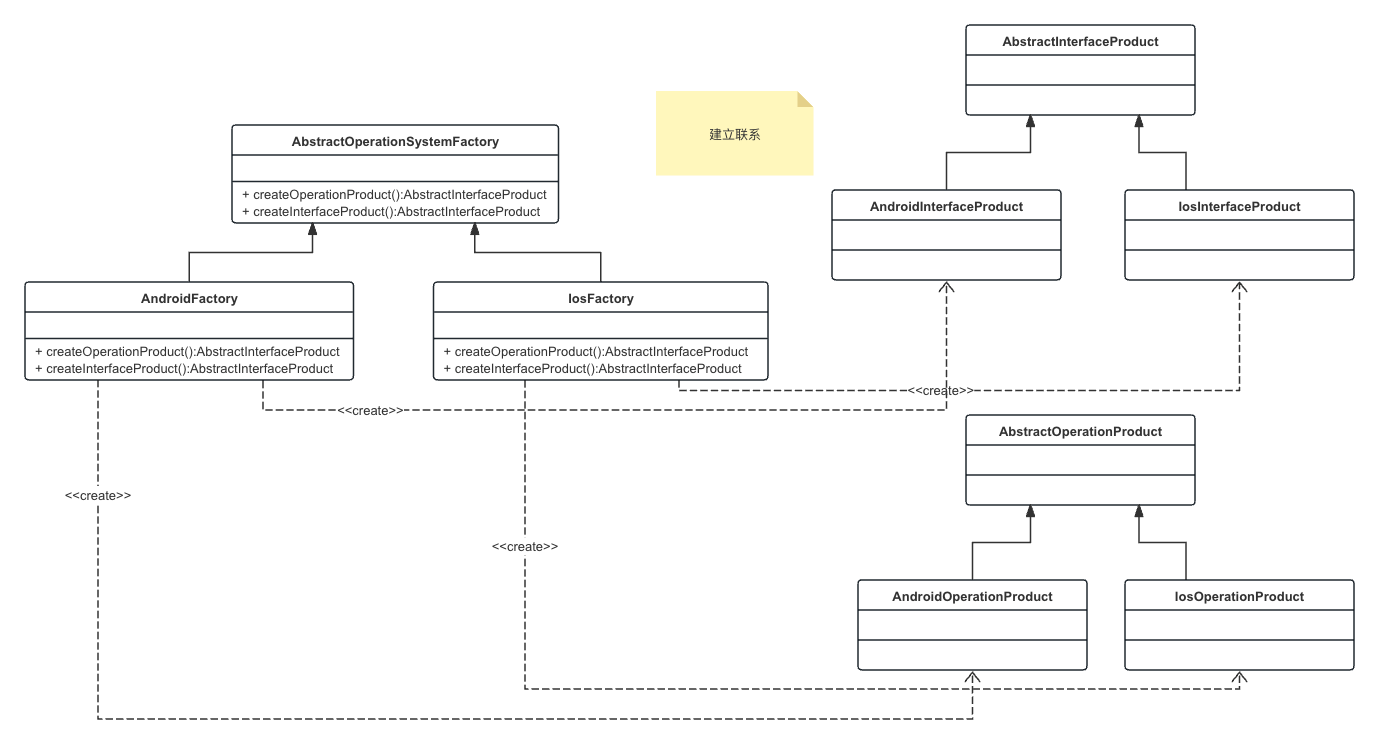 AbstractInterfaceProduct
建立联系
AbstractOperationSystemFactory
+ createOperationProduct():AbstractInterfaceProduct
+ createInterfaceProduct():AbstractInterfaceProduct
AndroidInterfaceProduct
IosInterfaceProduct
AndroidFactory
+ createOperationProduct():AbstractInterfaceProduct
+ createInterfaceProduct():AbstractInterfaceProduct
IosFactory
+ createOperationProduct():AbstractInterfaceProduct
+ createInterfaceProduct():AbstractInterfaceProduct
<<create>>
<<create>>
AbstractOperationProduct
<<create>>
<<create>>
AndroidOperationProduct
IosOperationProduct